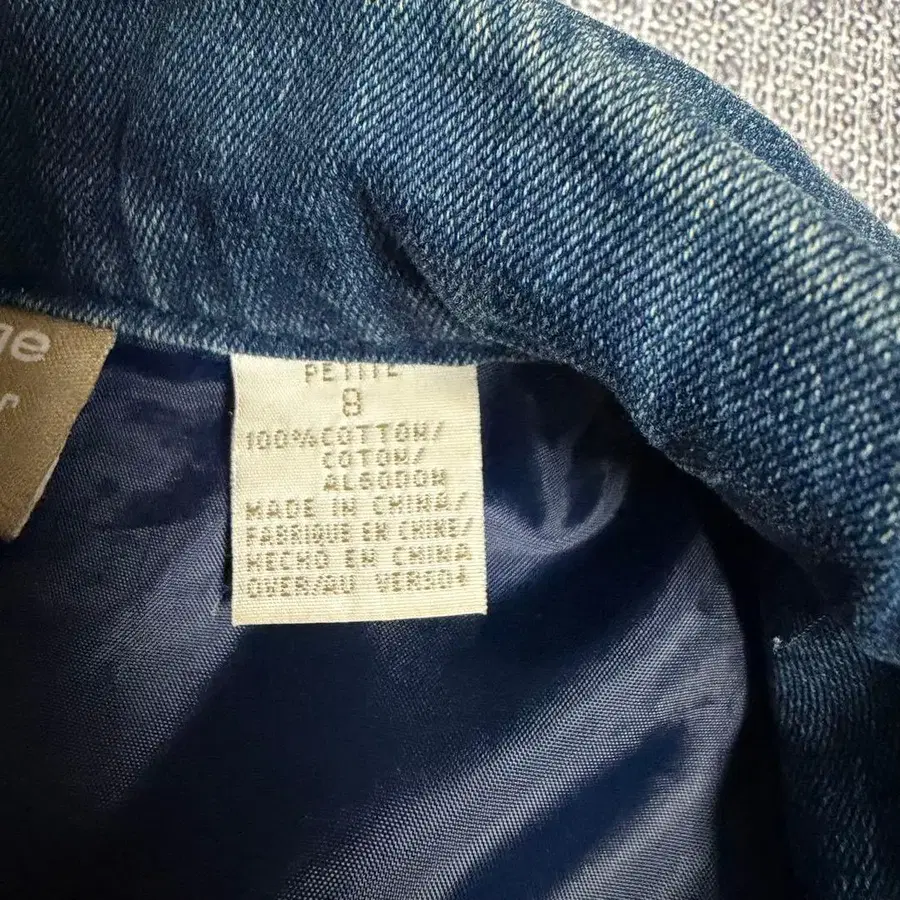 PETITE
8
100%COTTON/
COTON/
ALGODON
MADE IN CHINA/
FABRIQUE EN CHINE/
HECHO EN CHINA
OVER/AU VERSO